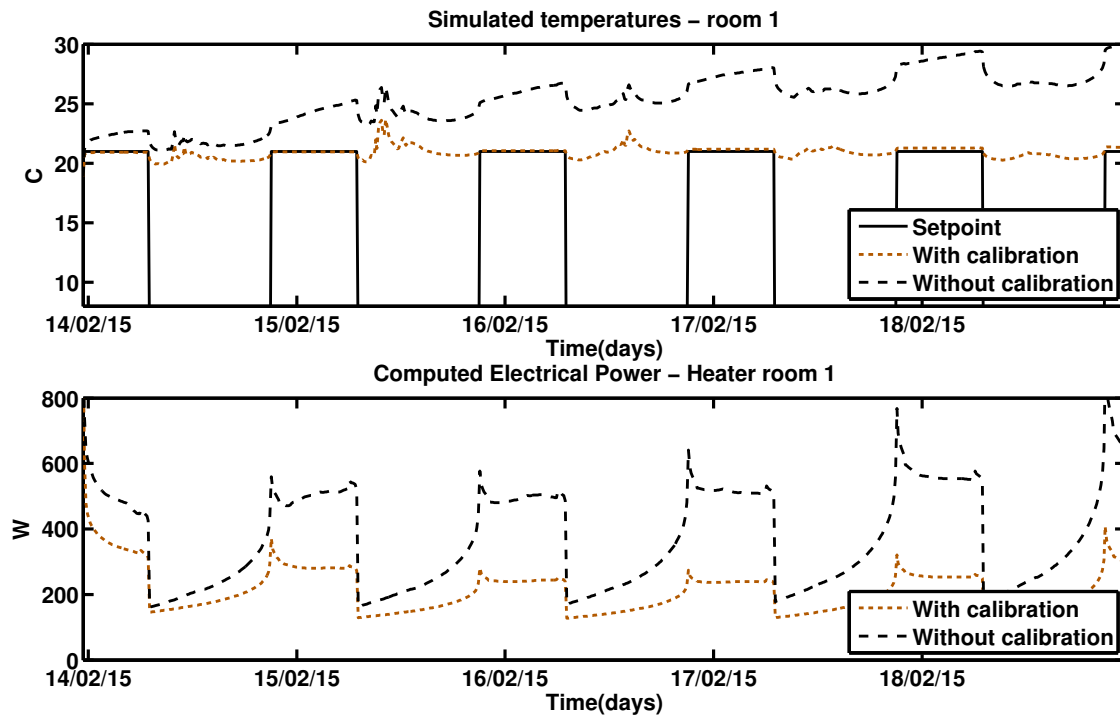 Simulated temperatures − room 1
30
25
20
15
10
C
Setpoint
With calibration
Without calibration
14/02/15 15/02/15 16/02/15 17/02/15 18/02/15
Time(days)
Computed Electrical Power − Heater room 1
800
600
400
200
0
W
With calibration
Without calibration
14/02/15 15/02/15 16/02/15 17/02/15 18/02/15
Time(days)